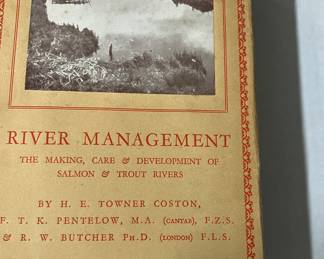 RIVER MANAGEMENT
THE MAKING, CARE & DEVELOPMENT OF
SALMON & TROUT RIVERS
BY H. E. TOWNER COSTON,
F. T. K. PENTELOW, M.A. (CANTAB), F.Z.S.
& R. W. BUTCHER PH.D. (LONDON) F.L.S.